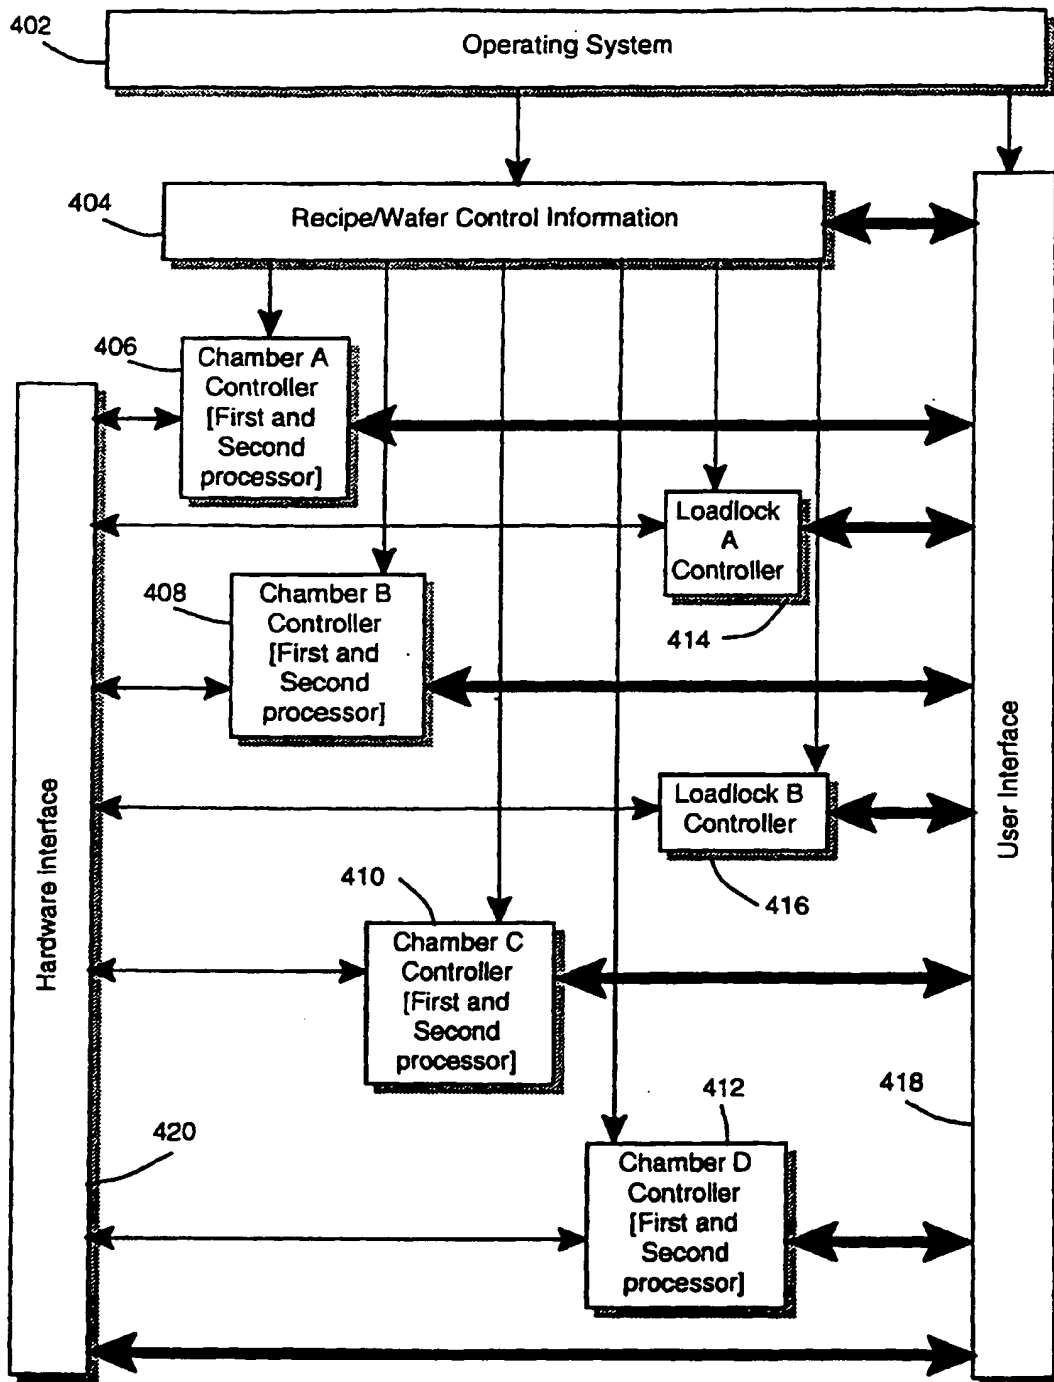 402
Operating System
404
Recipe/Wafer Control Information
406
Chamber A
Controller
[First and
Second
processor]
Loadlock
A
Controller
414
408
Chamber B
Controller
[First and
Second
processor]
Hardware Interface
User Interface
Loadlock B
Controller
416
410
Chamber C
Controller
[First and
Second
processor]
418
412
420
Chamber D
Controller
[First and
Second
processor]